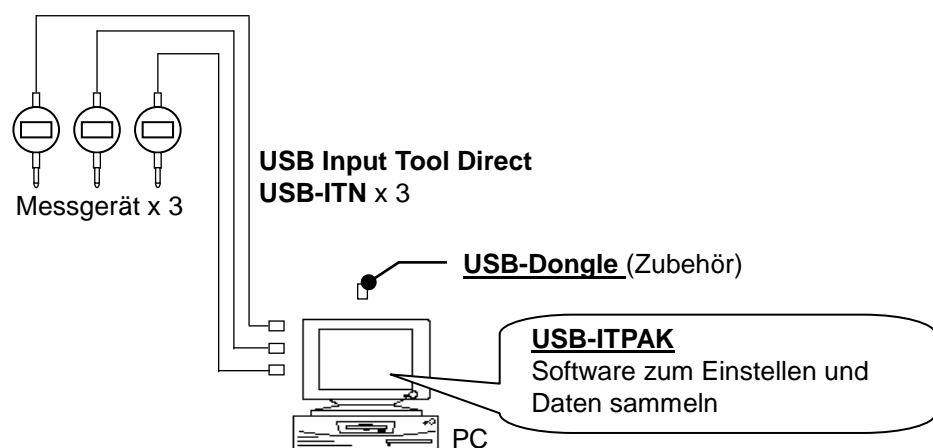 USB Input Tool Direct
USB-ITN x 3
Messgerät x 3
USB-Dongle (Zubehör)
USB-ITPAK
Software zum Einstellen und
Daten sammeln
PC